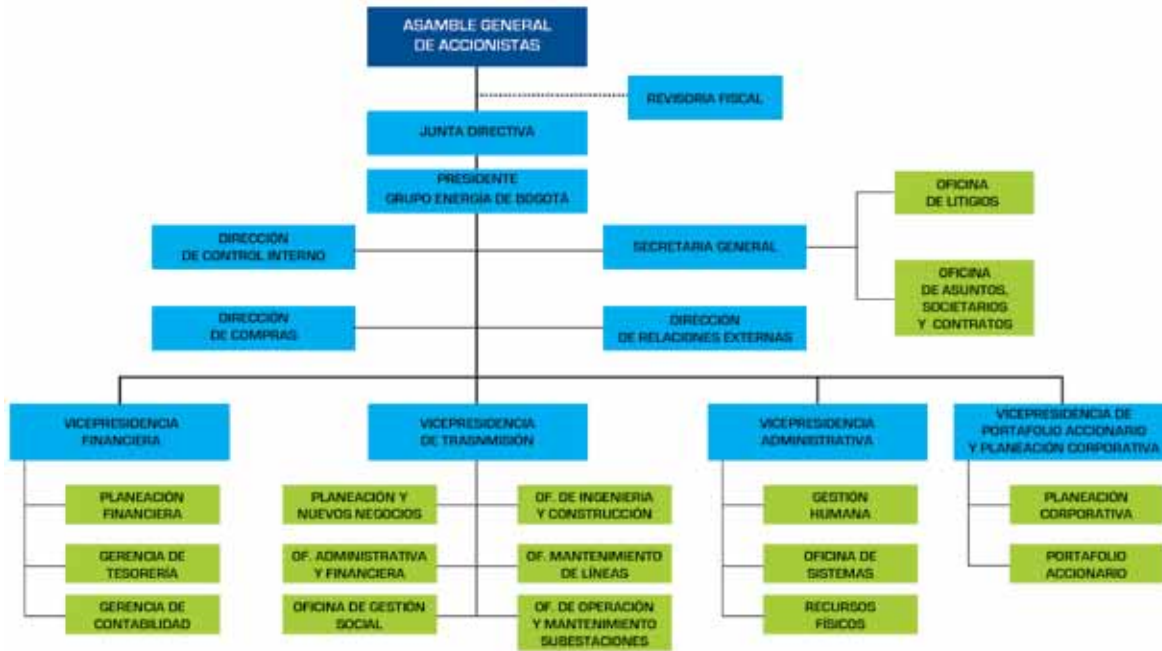 ASAMBLE GENERAL
DE ACCIONISTAS
REVISORIA FISCAL
JUNTA DIRECTIVA
PRESIDENTE
GRUPO ENERGÍA DE BOGOTÁ
OFICINA
DE LITIGIOS
DIRECCIÓN
DE CONTROL INTERNO
SECRETARIA GENERAL
OFICINA
DE ASUNTOS,
SOCIETARIOS
Y CONTRATOS
DIRECCIÓN
DE COMPRAS
DIRECCIÓN
DE RELACIONES EXTERNAS
VICEPRESIDENCIA
FINANCIERA
VICEPRESIDENCIA
DE TRASNMISIÓN
VICEPRESIDENCIA
ADMINISTRATIVA
VICEPRESIDENCIA DE
PORTAFOLIO ACCIONARIO
Y PLANEACIÓN CORPORATIVA
PLANEACIÓN
FINANCIERA
GERENCIA DE
TESORERÍA
GERENCIA DE
CONTABILIDAD
PLANEACIÓN Y
NUEVOS NEGOCIOS
OF. ADMINISTRATIVA
Y FINANCIERA
OFICINA DE GESTIÓN
SOCIAL
OF. DE INGENIERIA
Y CONSTRUCCIÓN
OF. MANTENIMIENTO
DE LÍNEAS
OF. DE OPERACIÓN
Y MANTENIMIENTO
SUBESTACIONES
GESTIÓN
HUMANA
OFICINA DE
SISTEMAS
RECURSOS
FÍSICOS
PLANEACIÓN
CORPORATIVA
PORTAFOLIO
ACCIONARIO